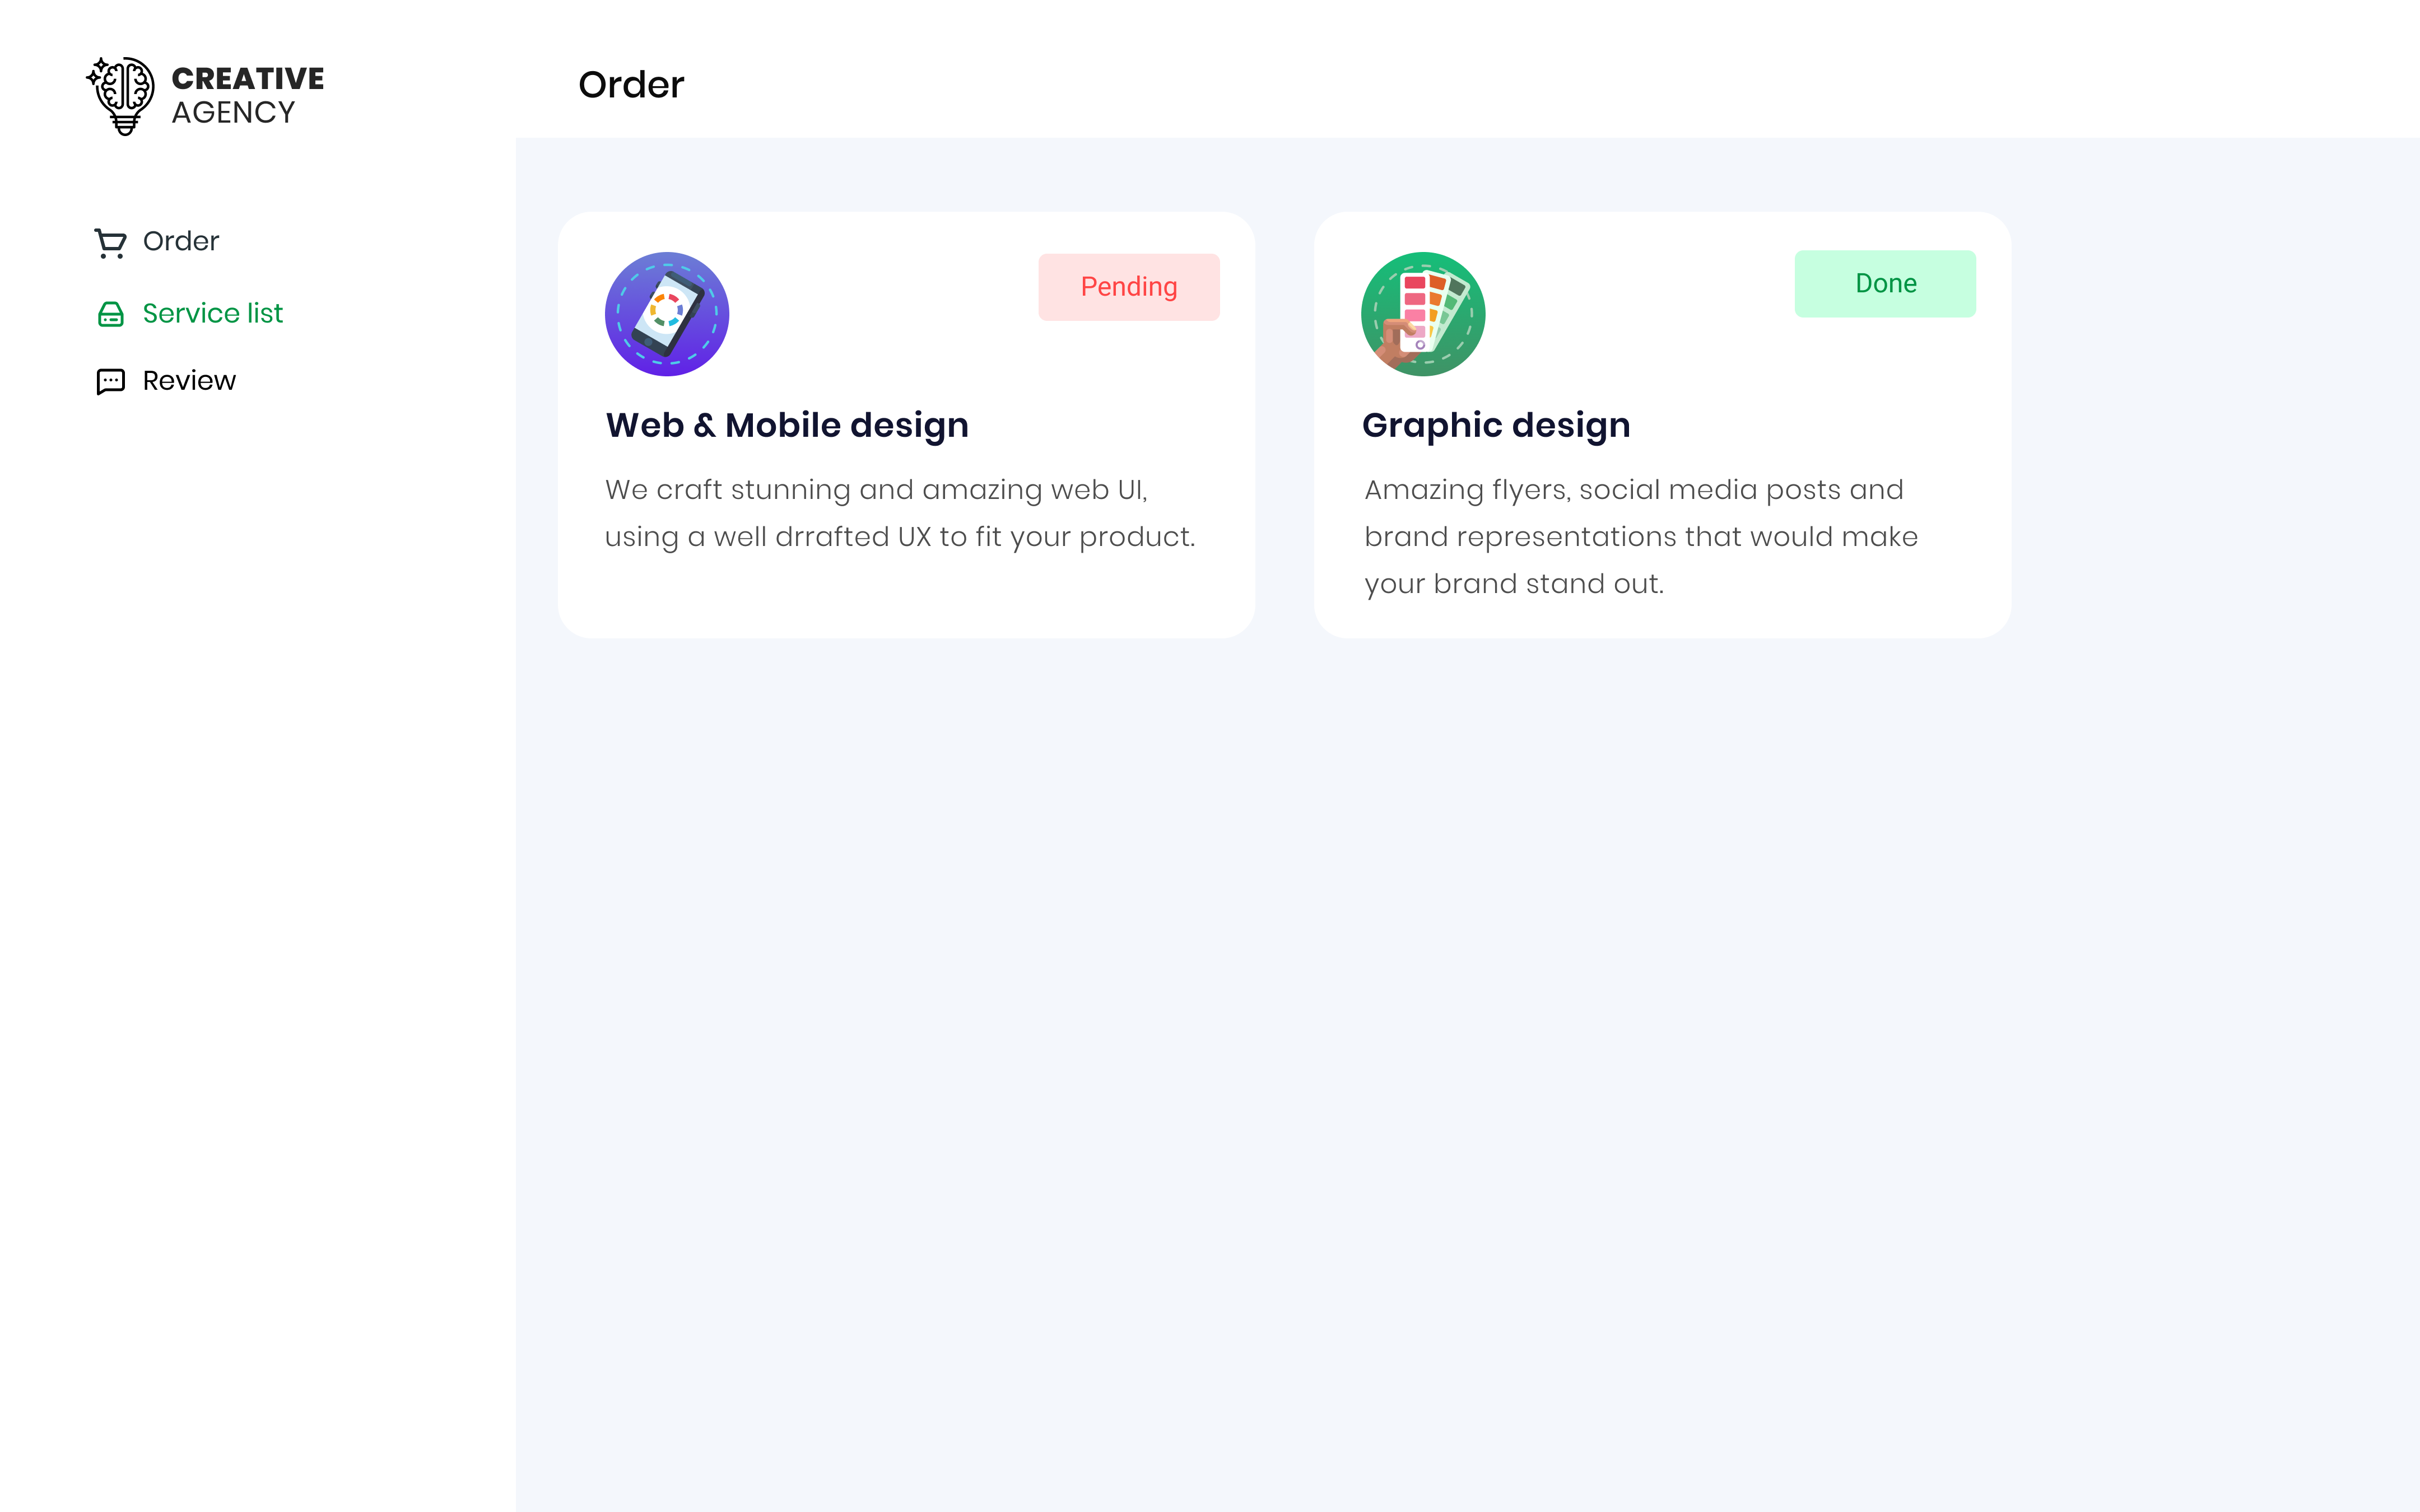 CREATIVE
AGENCY
Order
Service list
Review
Order
Pending
Web & Mobile design
We craft stunning and amazing web UI,
using a well drrafted UX to fit your product.
Done
Graphic design
Amazing flyers, social media posts and
brand representations that would make
your brand stand out.